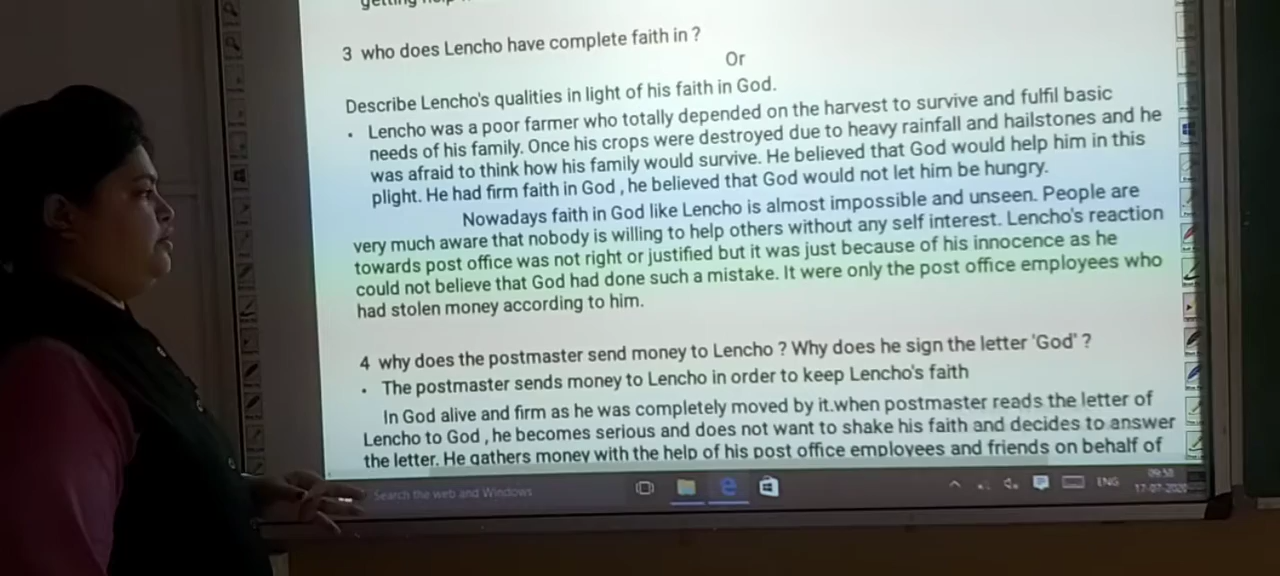 getting
3 who does Lencho have complete faith in ?
Or
Describe Lencho's qualities in light of his faith in God.
• Lencho was a poor farmer who totally depended on the harvest to survive and fulfil basic
needs of his family. Once his crops were destroyed due to heavy rainfall and hailstones and he
was afraid to think how his family would survive. He believed that God would help him in this
plight. He had firm faith in God , he believed that God would not let him be hungry.
Nowadays faith in God like Lencho is almost impossible and unseen. People are
very much aware that nobody is willing to help others without any self interest. Lencho's reaction
towards post office was not right or justified but it was just because of his innocence as he
could not believe that God had done such a mistake. It were only the post office employees who
had stolen money according to him.
4 why does the postmaster send money to Lencho ? Why does he sign the letter 'God' ?
• The postmaster sends money to Lencho in order to keep Lencho's faith
In God alive and firm as he was completely moved by it.when postmaster reads the letter of
Lencho to God , he becomes serious and does not want to shake his faith and decides to answer
the letter. He gathers money with the help of his post office employees and friends on behalf of
Search the web and Windows
ENG
09:58
17-07-2020